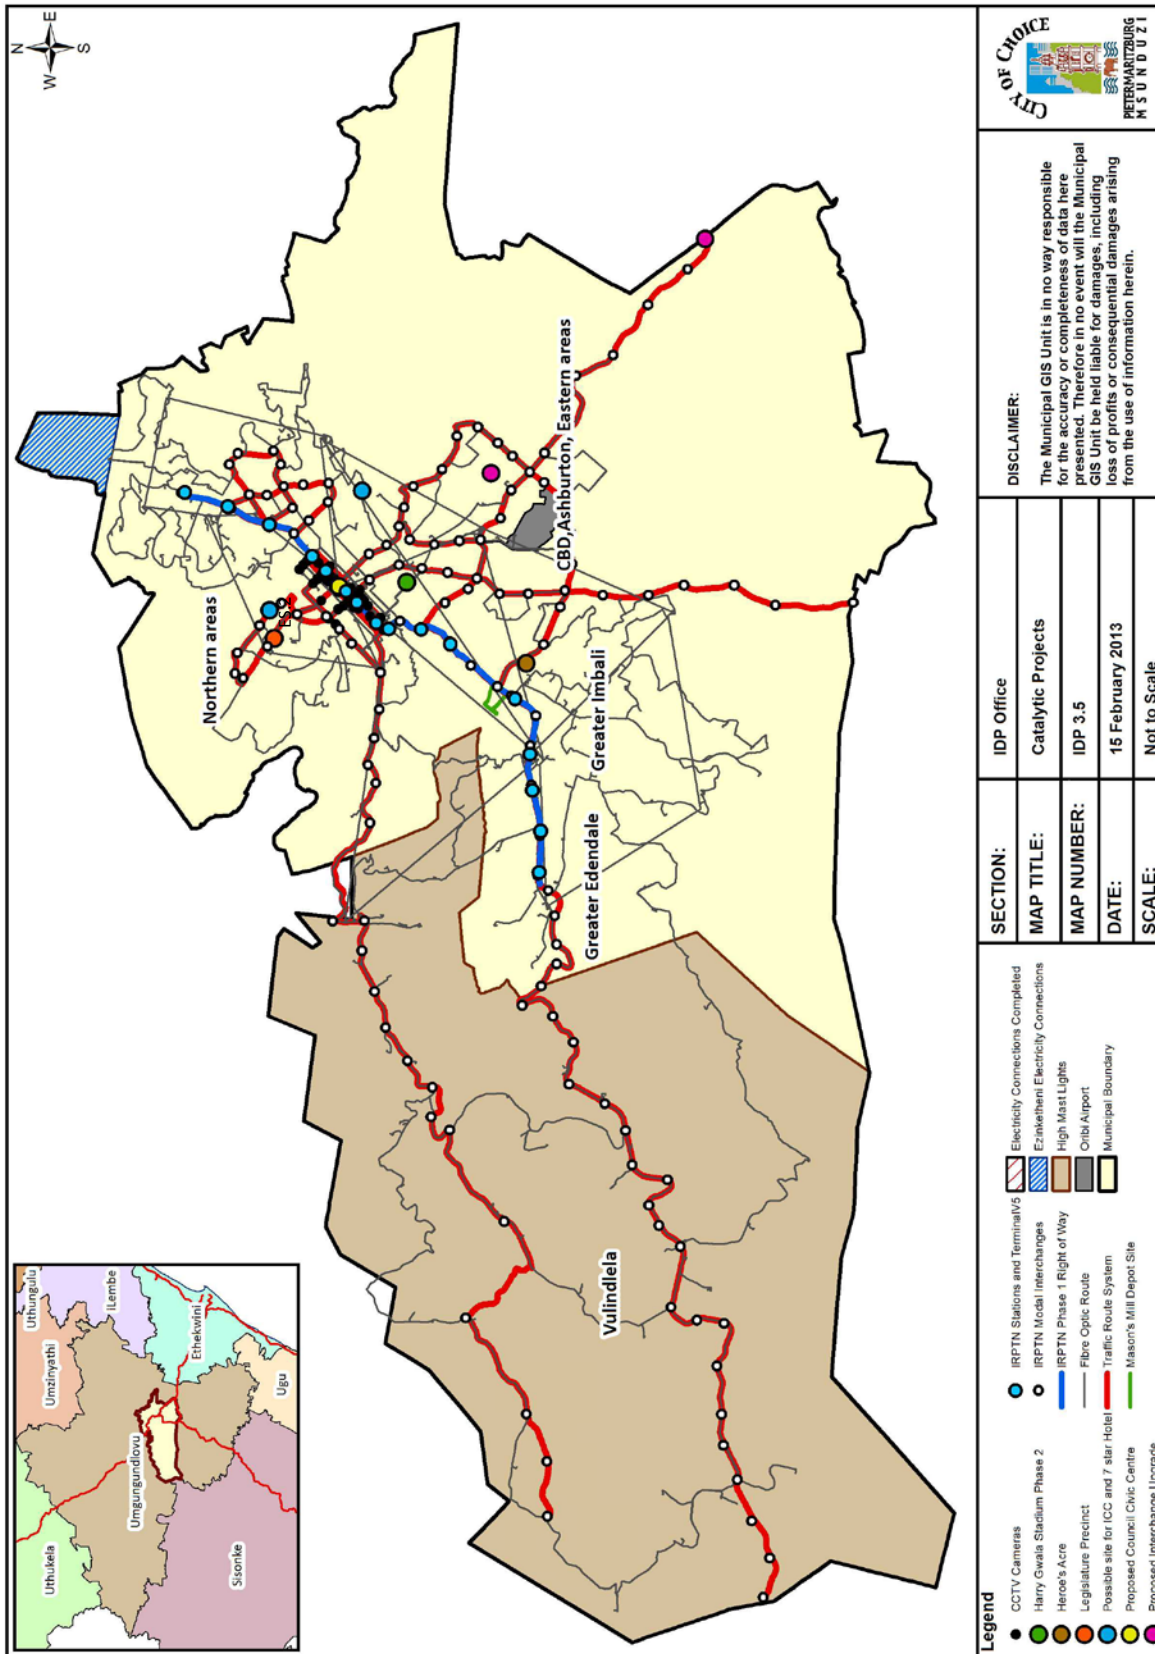 N
E
S
W
Uthungulu
Umzinyathi
iLembe
Uthukela
Umgungundlovu
Ethekwini
Ugu
Sisonke
Northern areas
CBD,Ashburton, Eastern areas
Greater Imbali
Greater Edendale
Vulindlela
Legend
CCTV Cameras
Harry Gwala Stadium Phase 2
Heroe's Acre
Legislature Precinct
Possible site for ICC and 7 star Hotel
Proposed Council Civic Centre
Proposed Interchange Upgrade
IRPTN Stations and TerminalV5
IRPTN Modal Interchanges
IRPTN Phase 1 Right of Way
Fibre Optic Route
Traffic Route System
Mason's Mill Depot Site
Electricity Connections Completed
Ezinketheni Electricity Connections
High Mast Lights
Oribi Airport
Municipal Boundary
SECTION: IDP Office
MAP TITLE: Catalytic Projects
MAP NUMBER: IDP 3.5
DATE: 15 February 2013
SCALE: Not to Scale
DISCLAIMER:
The Municipal GIS Unit is in no way responsible
for the accuracy or completeness of data here
presented. Therefore in no event will the Municipal
GIS Unit be held liable for damages, including
loss of profits or consequential damages arising
from the use of information herein.
CITY OF CHOICE
PIETERMARITZBURG
MSUNDUZI